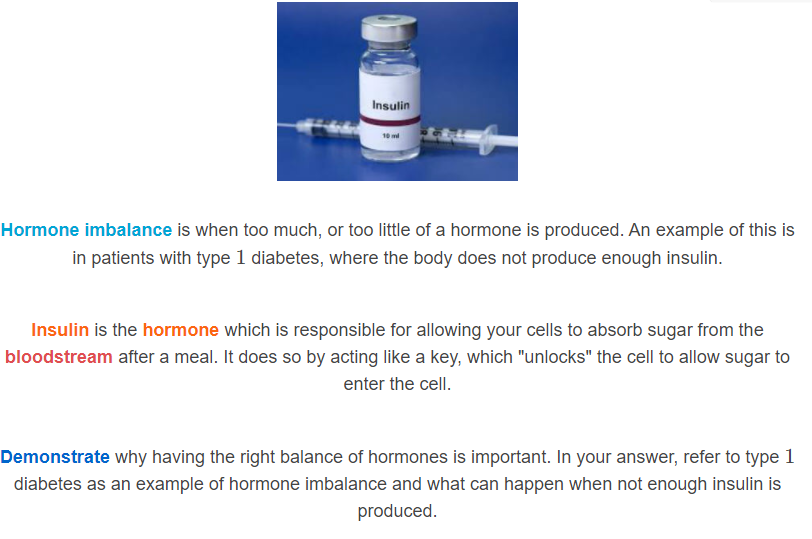 Insulin
10 ml
Hormone imbalance is when too much, or too little of a hormone is produced. An example of this is
in patients with type 1 diabetes, where the body does not produce enough insulin.
Insulin is the hormone which is responsible for allowing your cells to absorb sugar from the
bloodstream after a meal. It does so by acting like a key, which "unlocks" the cell to allow sugar to
enter the cell.
Demonstrate why having the right balance of hormones is important. In your answer, refer to type 1
diabetes as an example of hormone imbalance and what can happen when not enough insulin is
produced.